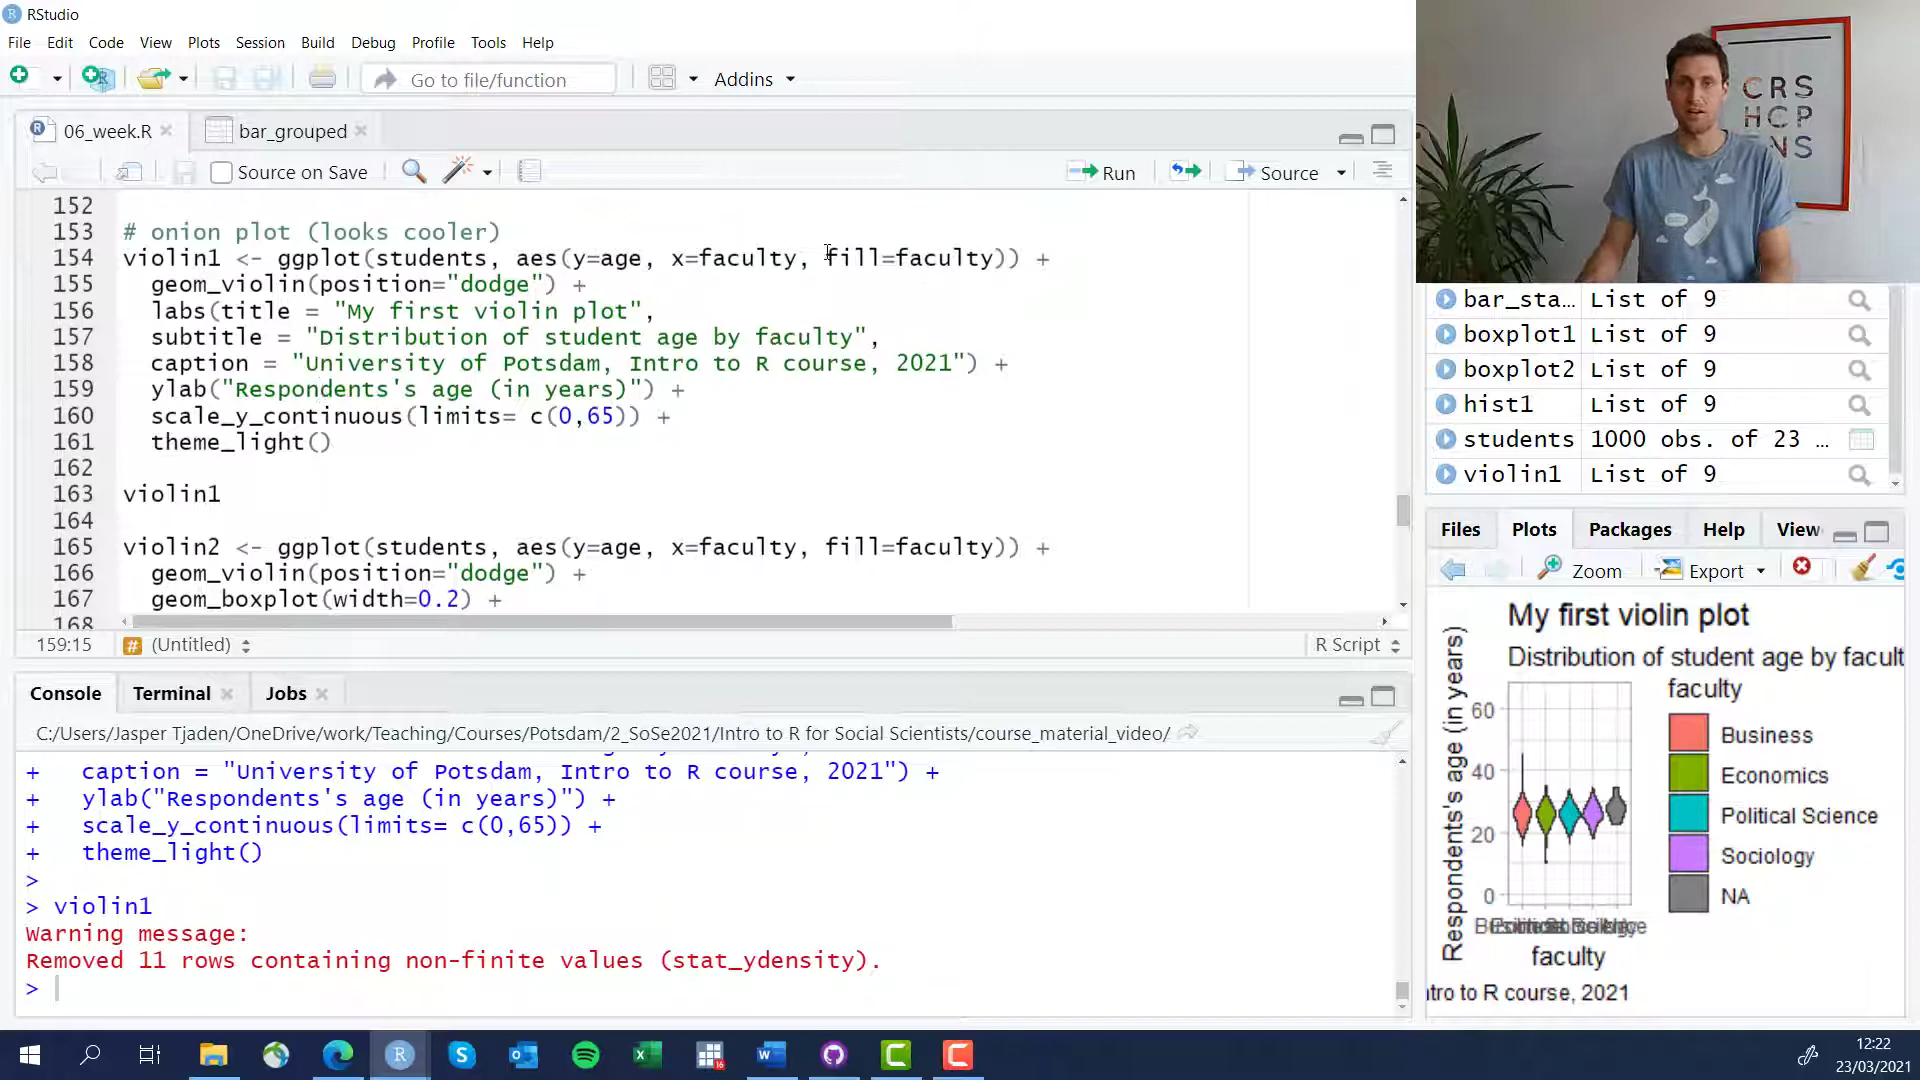 RStudio
File Edit Code View Plots Session Build Debug Profile Tools Help
Go to file/function Addins
06_week.R bar_grouped
Source on Save Run Source
152
153 # onion plot (looks cooler)
154 violin1 <- ggplot(students, aes(y=age, x=faculty, fill=faculty)) +
155 geom_violin(position="dodge") +
156 labs(title = "My first violin plot",
157 subtitle = "Distribution of student age by faculty",
158 caption = "University of Potsdam, Intro to R course, 2021") +
159 ylab("Respondents's age (in years)") +
160 scale_y_continuous(limits= c(0,65)) +
161 theme_light()
162
163 violin1
164
165 violin2 <- ggplot(students, aes(y=age, x=faculty, fill=faculty)) +
166 geom_violin(position="dodge") +
167 geom_boxplot(width=0.2) +
168
159:15 # (Untitled) R Script
Console Terminal Jobs
C:/Users/Jasper Tjaden/OneDrive/work/Teaching/Courses/Potsdam/2_SoSe2021/Intro to R for Social Scientists/course_material_video/
+ caption = "University of Potsdam, Intro to R course, 2021") +
+ ylab("Respondents's age (in years)") +
+ scale_y_continuous(limits= c(0,65)) +
+ theme_light()
>
> violin1
Warning message:
Removed 11 rows containing non-finite values (stat_ydensity).
>
CRS
HCP
ENS
bar_sta… List of 9
boxplot1 List of 9
boxplot2 List of 9
hist1 List of 9
students 1000 obs. of 23 …
violin1 List of 9
Files Plots Packages Help View
Zoom Export
My first violin plot
Distribution of student age by facult
Respondents's age (in years)
60
40
20
0
faculty
Business
Economics
Political Science
Sociology
NA
faculty
tro to R course, 2021
12:22
23/03/2021